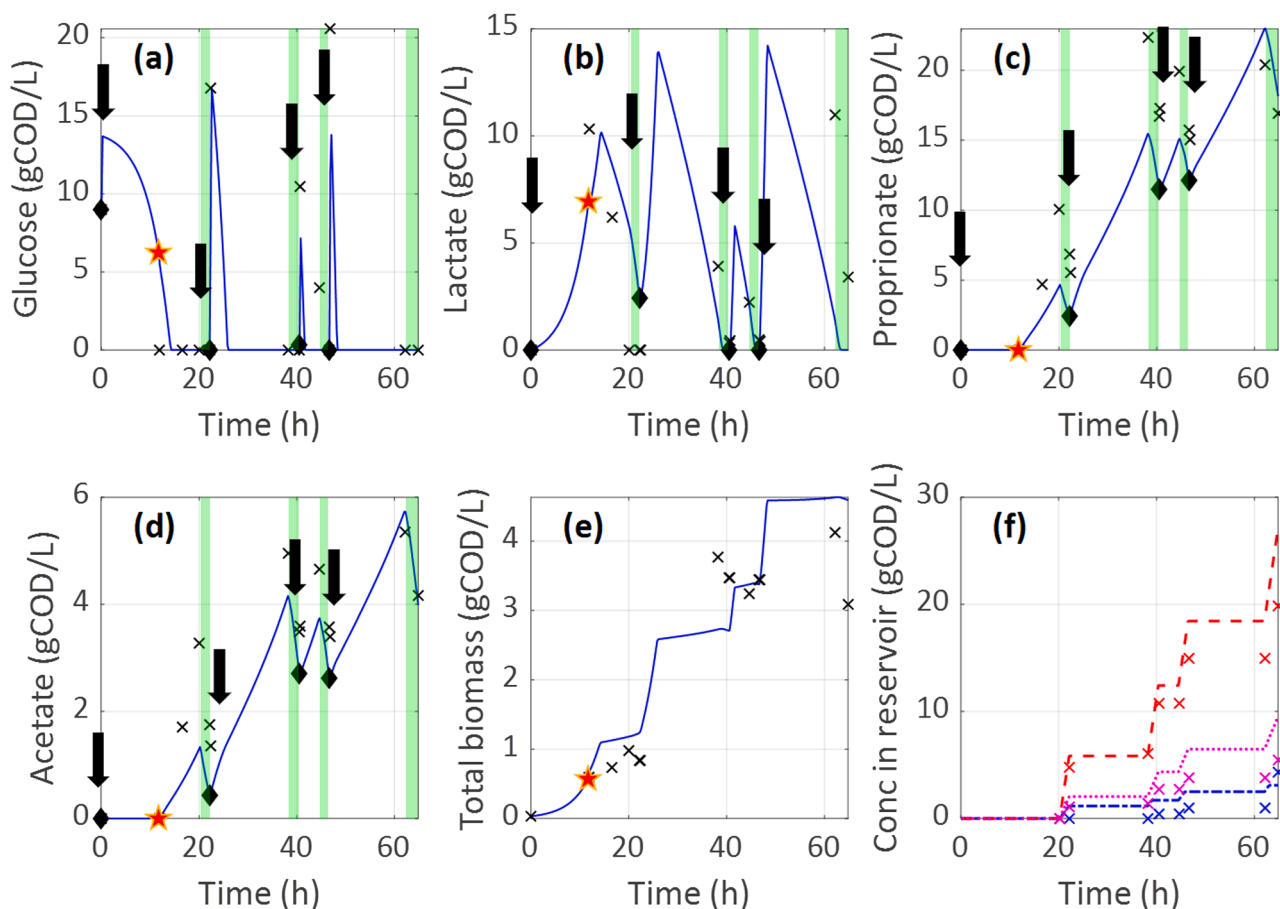 (a)
Glucose (gCOD/L)
20
15
10
5
0
0 20 40 60
Time (h)
(b)
Lactate (gCOD/L)
15
10
5
0
0 20 40 60
Time (h)
(c)
Proprionate (gCOD/L)
20
15
10
5
0
0 20 40 60
Time (h)
(d)
Acetate (gCOD/L)
6
4
2
0
0 20 40 60
Time (h)
(e)
Total biomass (gCOD/L)
4
3
2
1
0
0 20 40 60
Time (h)
(f)
Conc in reservoir (gCOD/L)
30
20
10
0
0 20 40 60
Time (h)